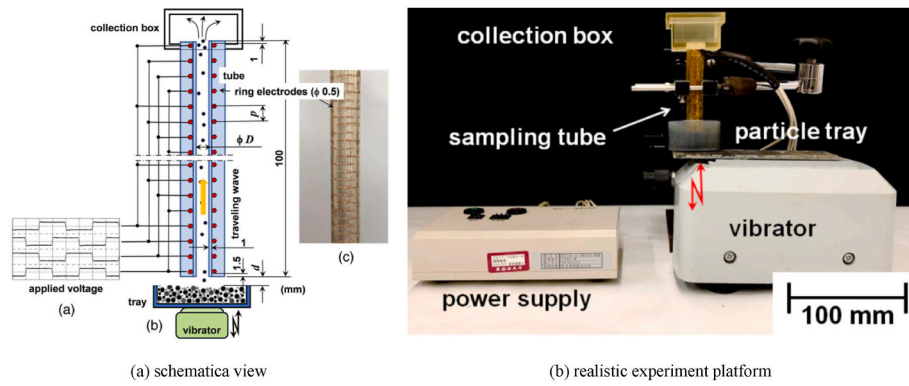 collection box
1
tube
ring electrodes (ϕ 0.5)
p
ϕ D
100
traveling wave
1
1.5
d
(mm)
applied voltage
(a)
tray
(b)
vibrator
(c)
collection box
sampling tube
particle tray
vibrator
power supply
100 mm
(a) schematica view
(b) realistic experiment platform